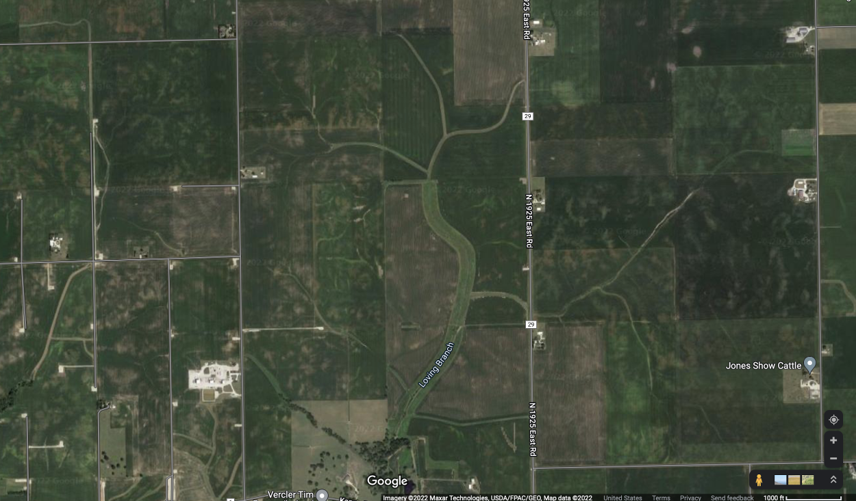 N 1925 East Rd
29
N 1925 East Rd
29
Loving Branch
Jones Show Cattle
N 1925 East Rd
Google
Vercler Tim
Imagery ©2022 Maxar Technologies, USDA/FPAC/GEO, Map data ©2022 United States Terms Privacy Send feedback 1000 ft